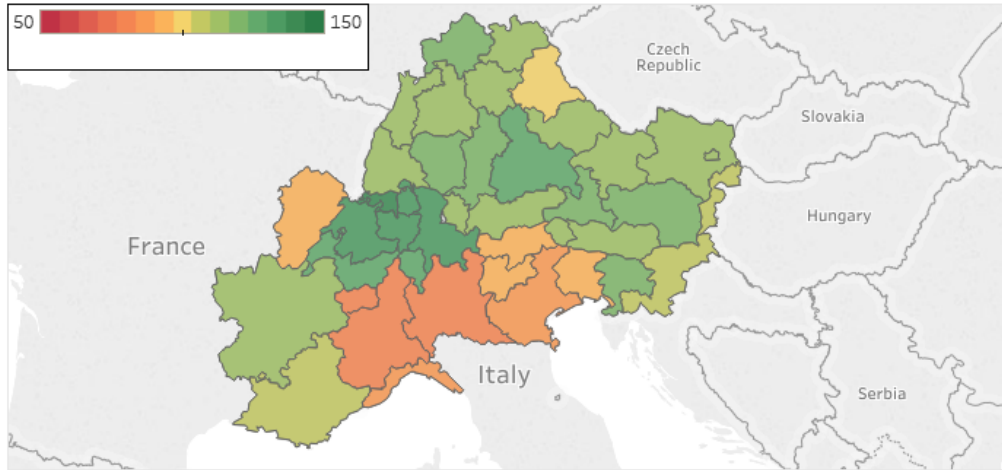 50 150
Czech
Republic
Slovakia
France
Hungary
Italy
Serbia